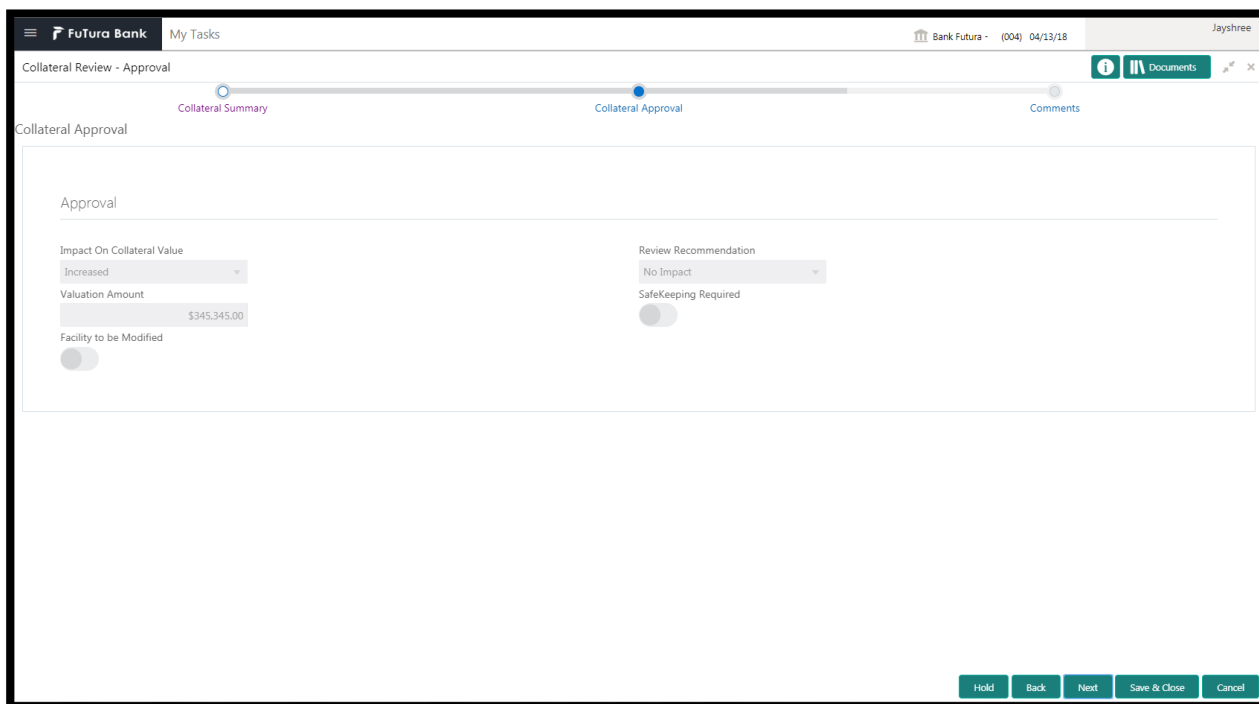 FuTura Bank My Tasks Bank Futura - (004) 04/13/18 Jayshree
Collateral Review - Approval i Documents
Collateral Summary Collateral Approval Comments
Collateral Approval
Approval
Impact On Collateral Value Review Recommendation
Increased No Impact
Valuation Amount SafeKeeping Required
$345,345.00
Facility to be Modified
Hold Back Next Save & Close Cancel